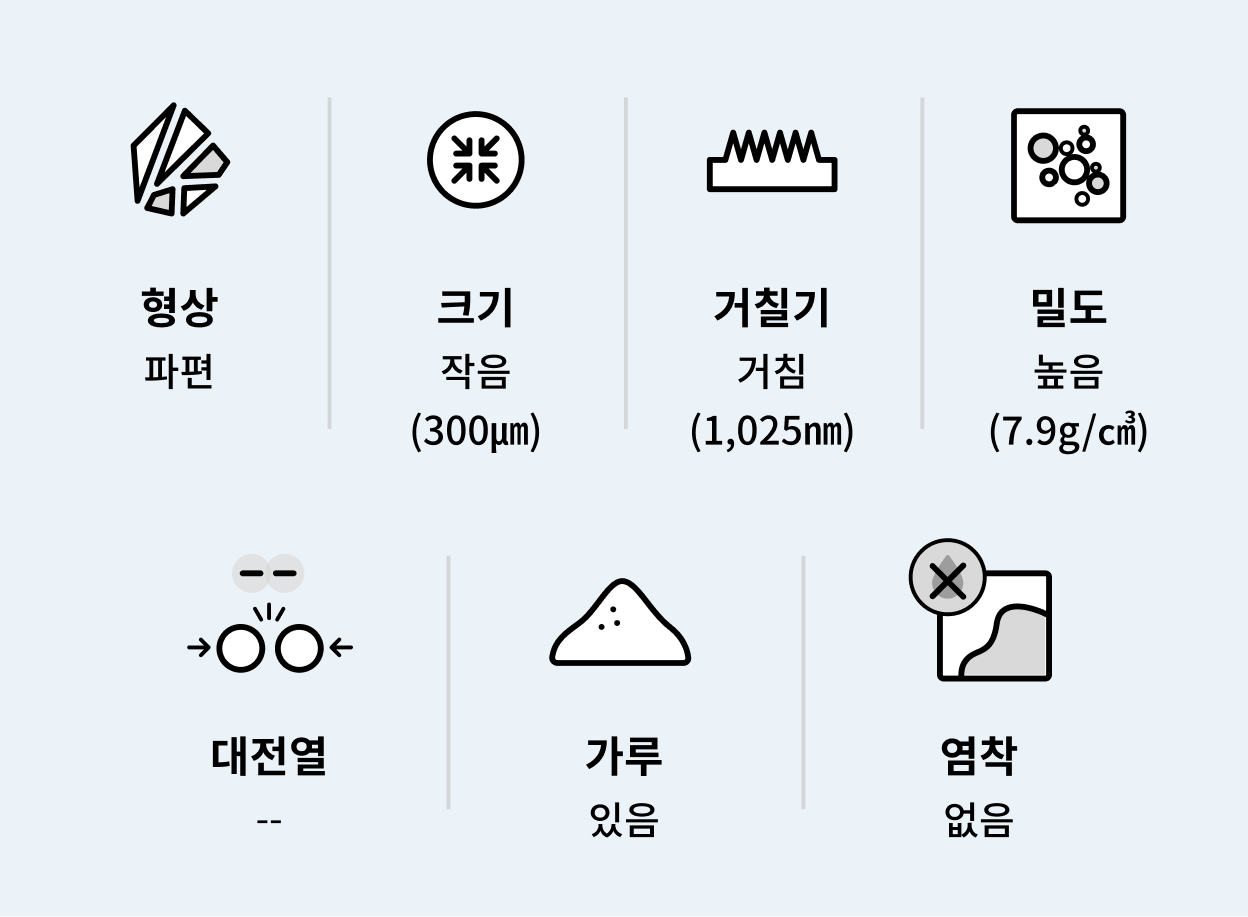 형상
파편
크기
작음
(300μm)
거칠기
거침
(1,025nm)
밀도
높음
(7.9g/c㎥)
대전열
--
가루
있음
염착
없음